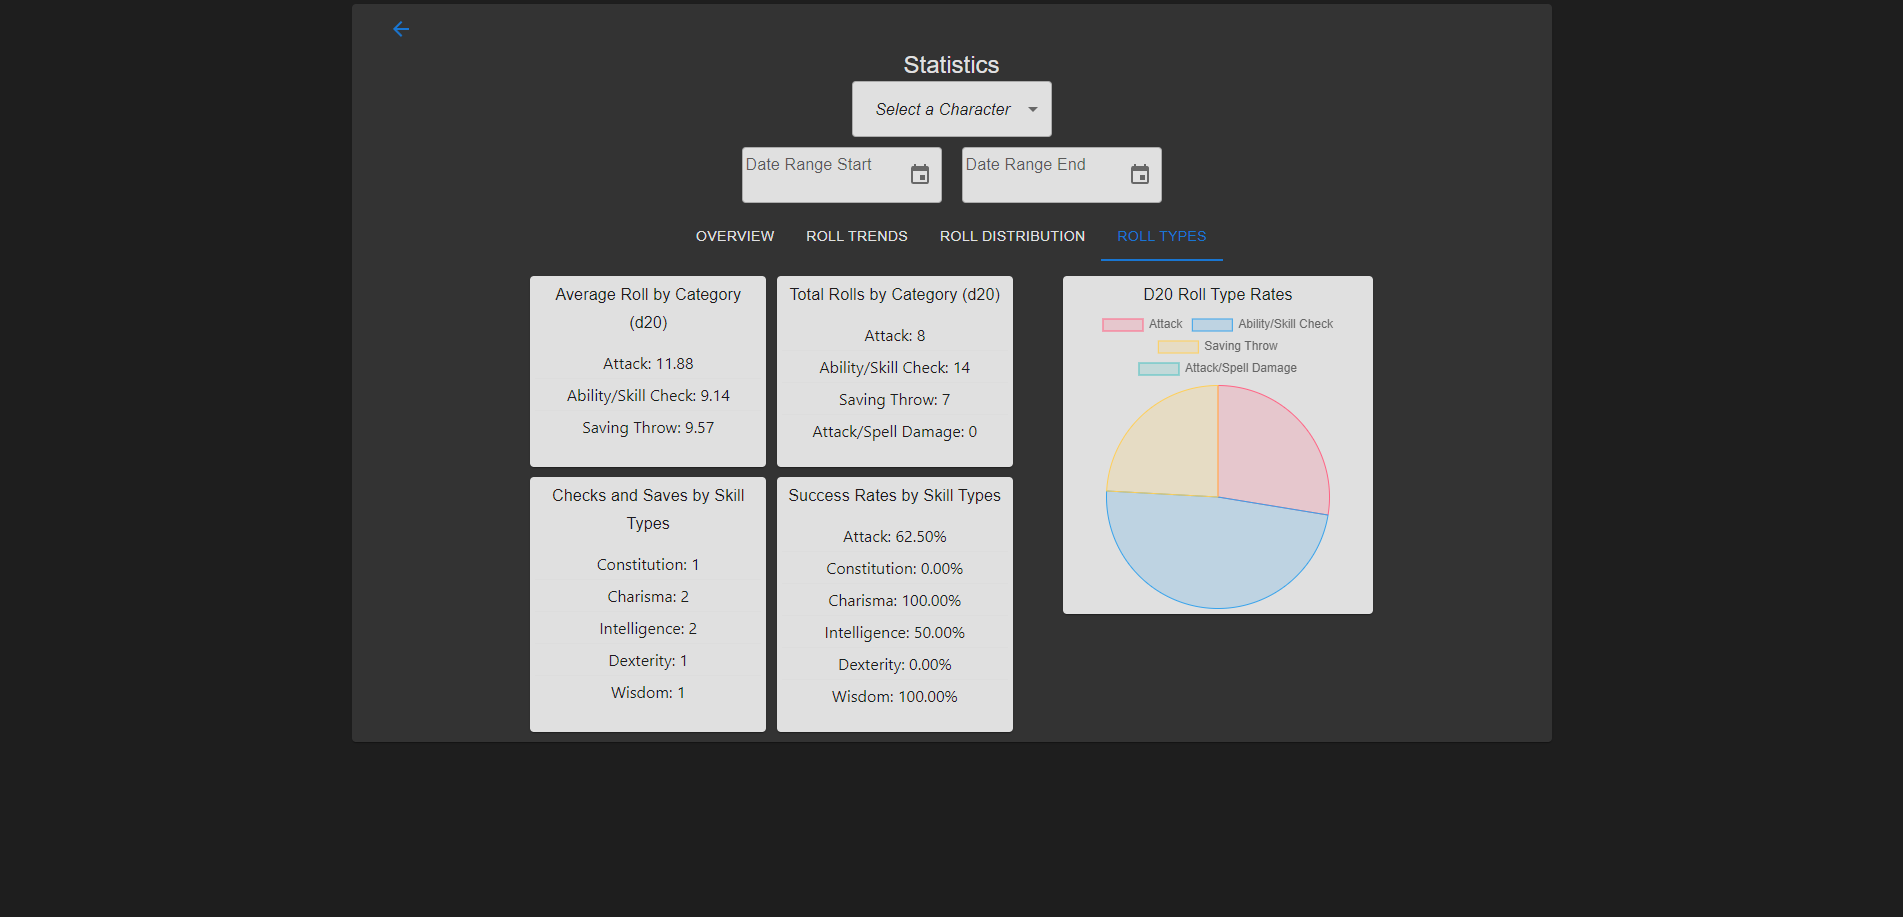 Statistics
Select a Character
Date Range Start
Date Range End
OVERVIEW
ROLL TRENDS
ROLL DISTRIBUTION
ROLL TYPES
Average Roll by Category
(d20)
Attack: 11.88
Ability/Skill Check: 9.14
Saving Throw: 9.57
Total Rolls by Category (d20)
Attack: 8
Ability/Skill Check: 14
Saving Throw: 7
Attack/Spell Damage: 0
Checks and Saves by Skill
Types
Constitution: 1
Charisma: 2
Intelligence: 2
Dexterity: 1
Wisdom: 1
Success Rates by Skill Types
Attack: 62.50%
Constitution: 0.00%
Charisma: 100.00%
Intelligence: 50.00%
Dexterity: 0.00%
Wisdom: 100.00%
D20 Roll Type Rates
Attack
Ability/Skill Check
Saving Throw
Attack/Spell Damage